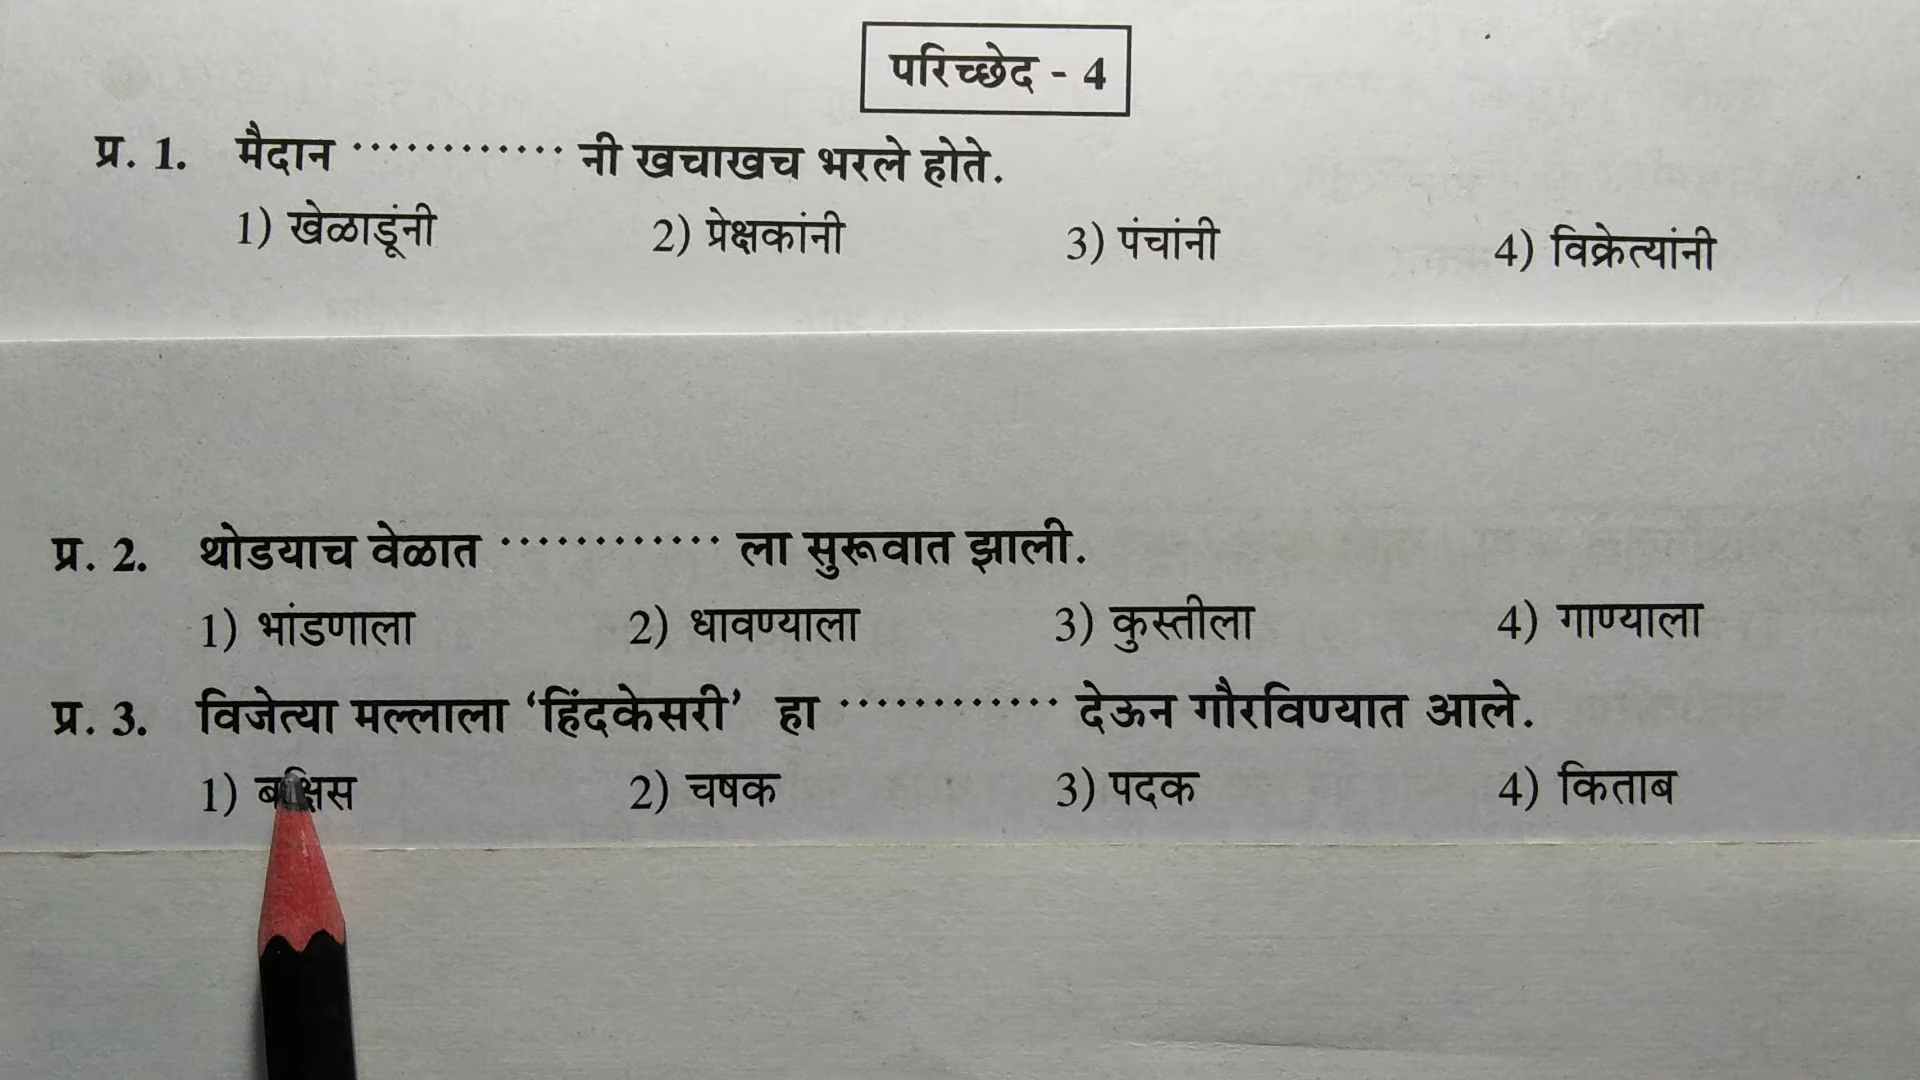 परिच्छेद - 4
प्र. 1. मैदान ············ नी खचाखच भरले होते.
1) खेळाडूंनी 2) प्रेक्षकांनी 3) पंचांनी 4) विक्रेत्यांनी
प्र. 2. थोडयाच वेळात ············ ला सुरूवात झाली.
1) भांडणाला 2) धावण्याला 3) कुस्तीला 4) गाण्याला
प्र. 3. विजेत्या मल्लाला ‘हिंदकेसरी’ हा ············ देऊन गौरविण्यात आले.
1) बक्षिस 2) चषक 3) पदक 4) किताब